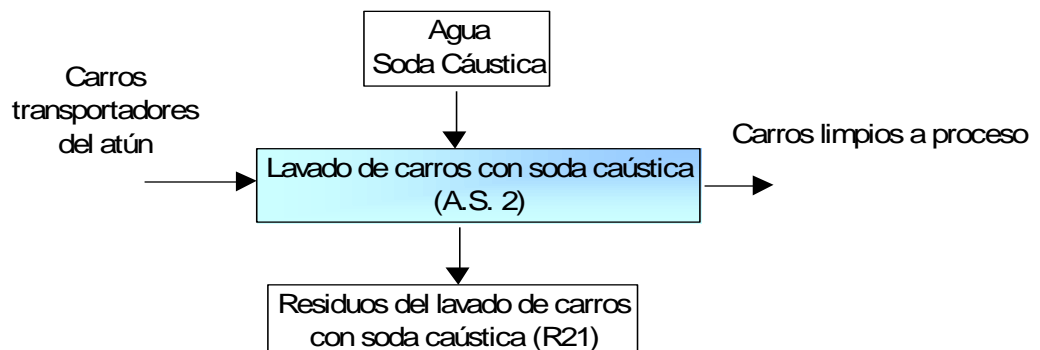 Agua
Soda Cáustica
Carros
transportadores
del atún
Carros limpios a proceso
Lavado de carros con soda caústica
(A.S. 2)
Residuos del lavado de carros
con soda caústica (R21)